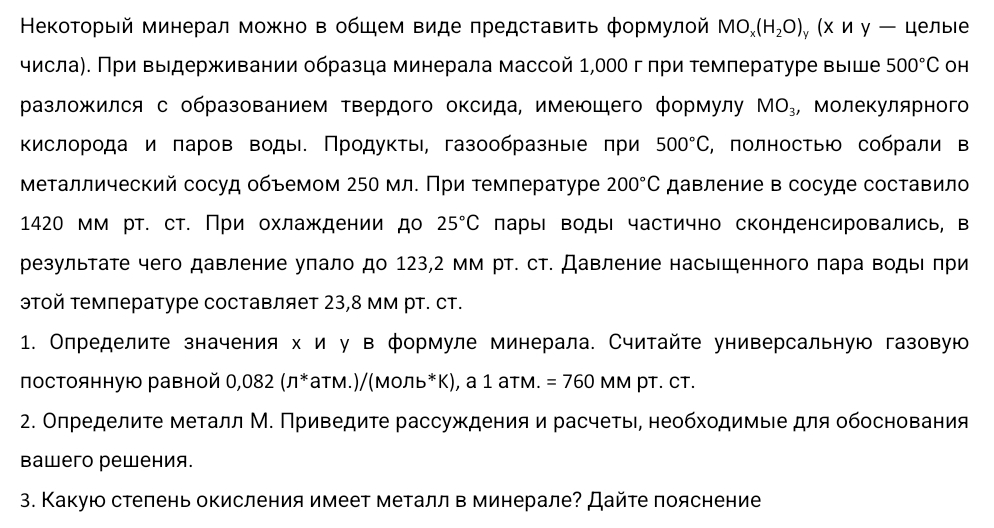 Некоторый минерал можно в общем виде представить формулой MOₓ(H₂O)ᵧ (x и y — целые
числа). При выдерживании образца минерала массой 1,000 г при температуре выше 500°С он
разложился с образованием твердого оксида, имеющего формулу MO₃, молекулярного
кислорода и паров воды. Продукты, газообразные при 500°С, полностью собрали в
металлический сосуд объемом 250 мл. При температуре 200°С давление в сосуде составило
1420 мм рт. ст. При охлаждении до 25°С пары воды частично сконденсировались, в
результате чего давление упало до 123,2 мм рт. ст. Давление насыщенного пара воды при
этой температуре составляет 23,8 мм рт. ст.
1. Определите значения x и y в формуле минерала. Считайте универсальную газовую
постоянную равной 0,082 (л*атм.)/(моль*K), а 1 атм. = 760 мм рт. ст.
2. Определите металл М. Приведите рассуждения и расчеты, необходимые для обоснования
вашего решения.
3. Какую степень окисления имеет металл в минерале? Дайте пояснение